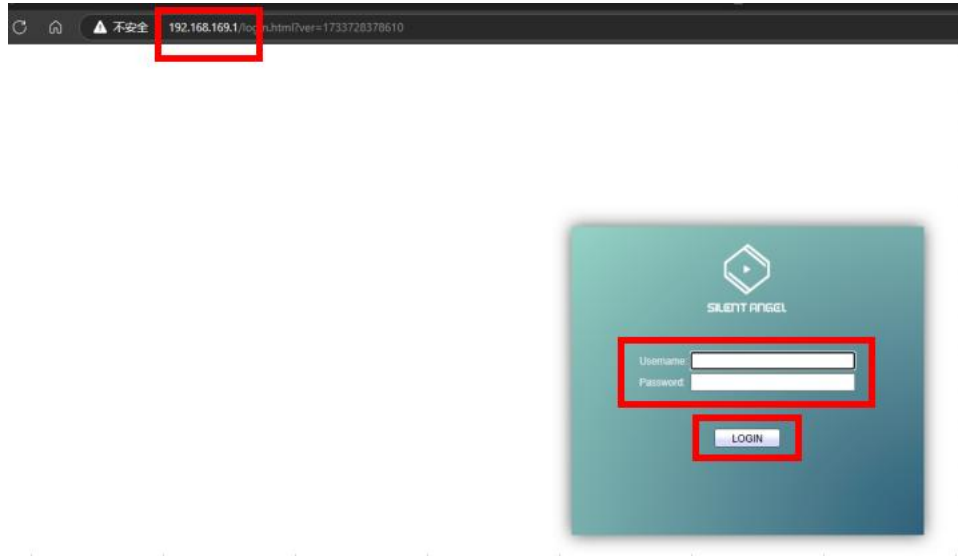 不安全 192.168.169.1/login.html?ver=1733728378610
SILENT ANGEL
Username:
Password:
LOGIN